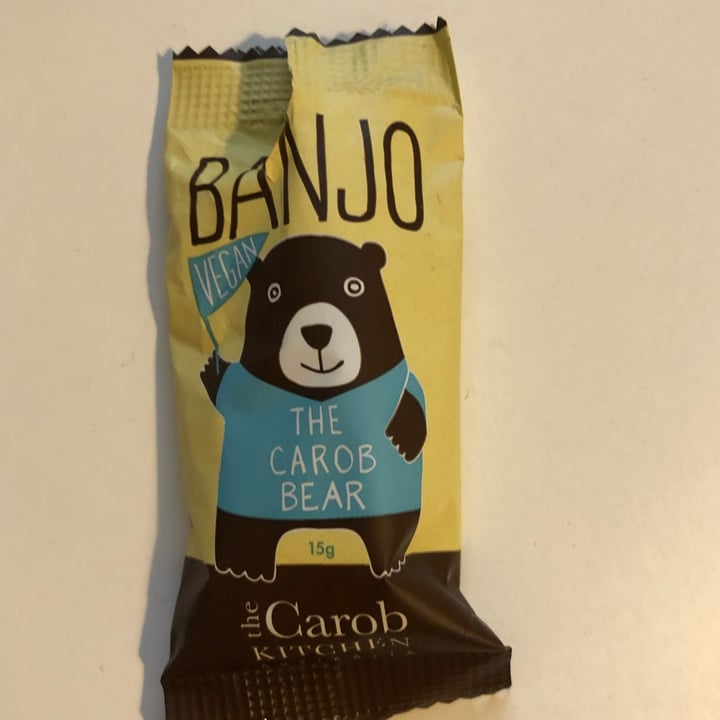 BANJO
VEGAN
THE
CAROB
BEAR
15g
the Carob
KITCHEN